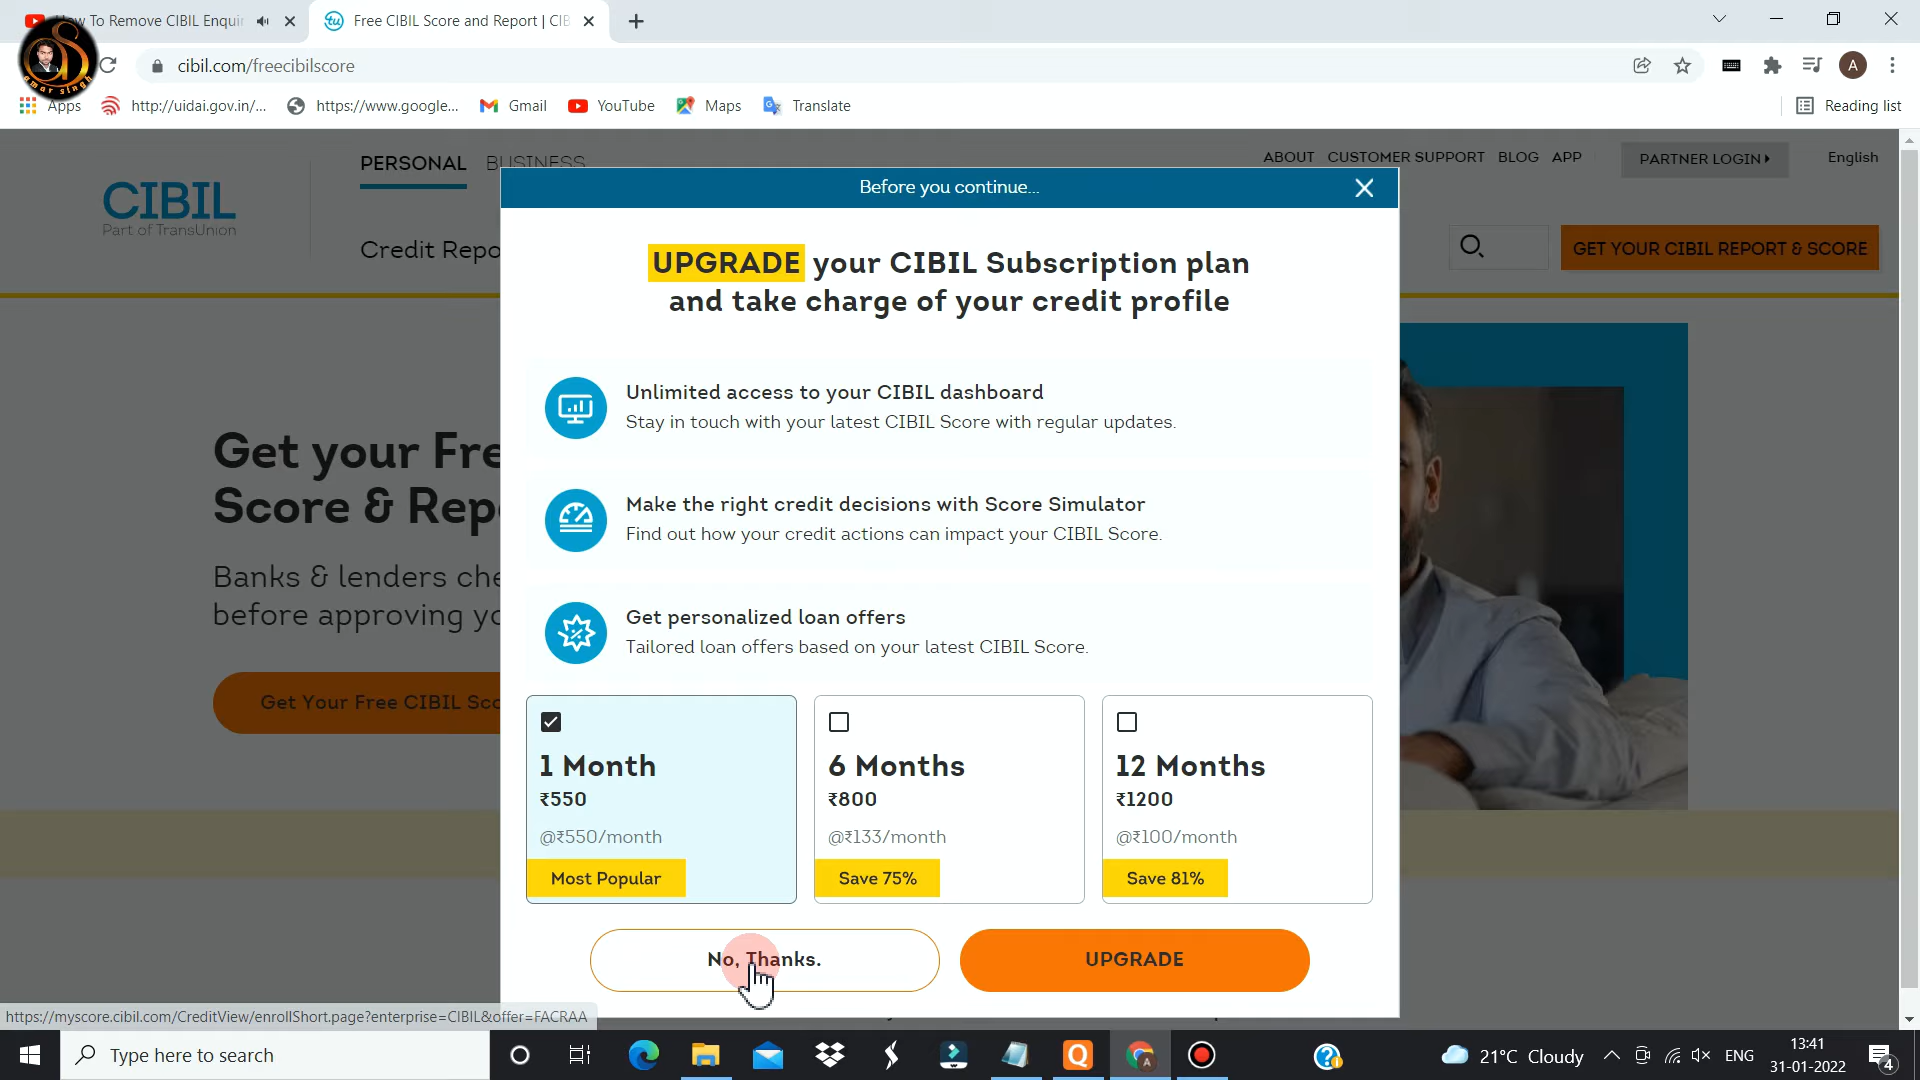 w To Remove CIBIL Enqui
Free CIBIL Score and Report | CIB
amar singh
cibil.com/freecibilscore
A
Apps
http://uidai.gov.in/...
https://www.google...
Gmail
YouTube
Maps
Translate
Reading list
PERSONAL
BUSINESS
ABOUT
CUSTOMER SUPPORT
BLOG
APP
PARTNER LOGIN
English
CIBIL
Part of TransUnion
Credit Repo
GET YOUR CIBIL REPORT & SCORE
Before you continue...
UPGRADE your CIBIL Subscription plan
and take charge of your credit profile
Unlimited access to your CIBIL dashboard
Stay in touch with your latest CIBIL Score with regular updates.
Make the right credit decisions with Score Simulator
Find out how your credit actions can impact your CIBIL Score.
Get personalized loan offers
Tailored loan offers based on your latest CIBIL Score.
Get your Fre
Score & Rep
Banks & lenders che
before approving yo
Get Your Free CIBIL Sco
1 Month
₹550
@₹550/month
Most Popular
6 Months
₹800
@₹133/month
Save 75%
12 Months
₹1200
@₹100/month
Save 81%
No, Thanks.
UPGRADE
https://myscore.cibil.com/CreditView/enrollShort.page?enterprise=CIBIL&offer=FACRAA
Type here to search
21°C Cloudy
ENG
13:41
31-01-2022
4